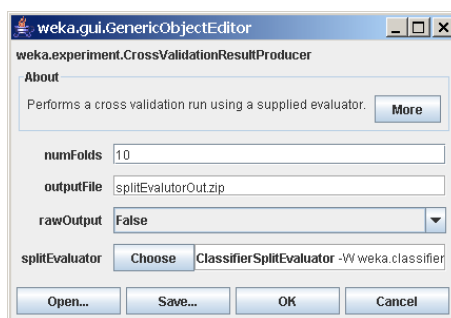 weka.gui.GenericObjectEditor
weka.experiment.CrossValidationResultProducer
About
Performs a cross validation run using a supplied evaluator. More
numFolds 10
outputFile splitEvalutorOut.zip
rawOutput False
splitEvaluator Choose ClassifierSplitEvaluator -W weka.classifier
Open... Save... OK Cancel